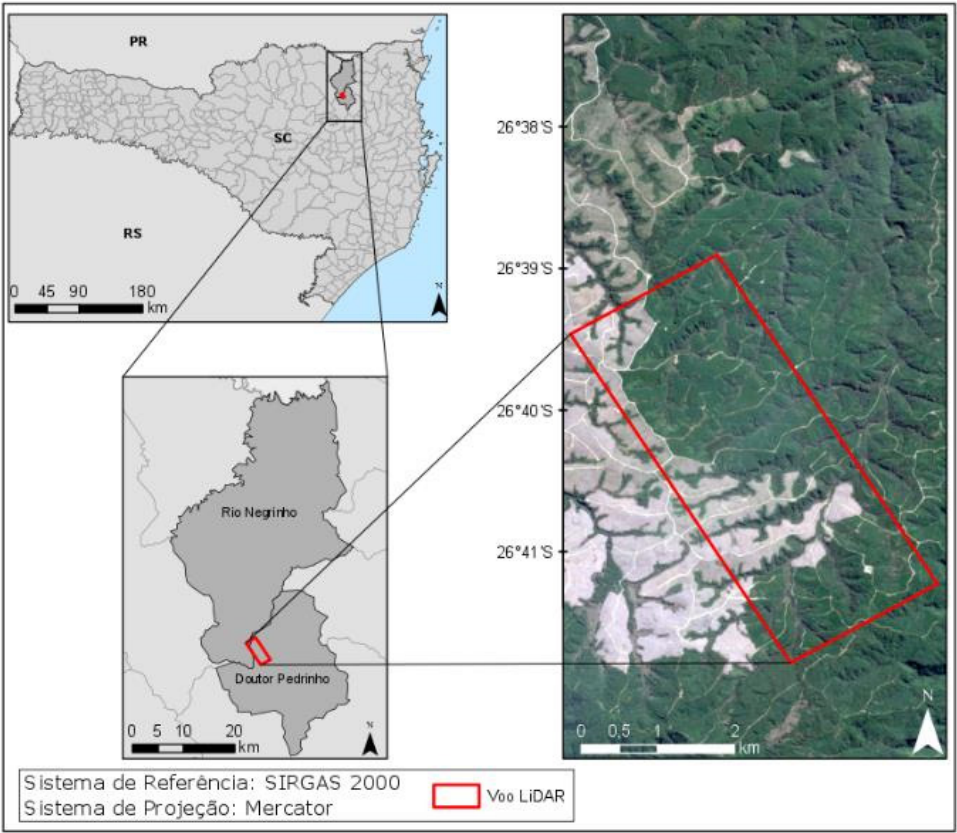 PR
SC
RS
N
0 45 90 180
km
26°38'S
26°39'S
26°40'S
26°41'S
N
0 0,5 1 2
km
Rio Negrinho
Doutor Pedrinho
N
0 5 10 20
km
Sistema de Referência: SIRGAS 2000
Sistema de Projeção: Mercator
Voo LiDAR